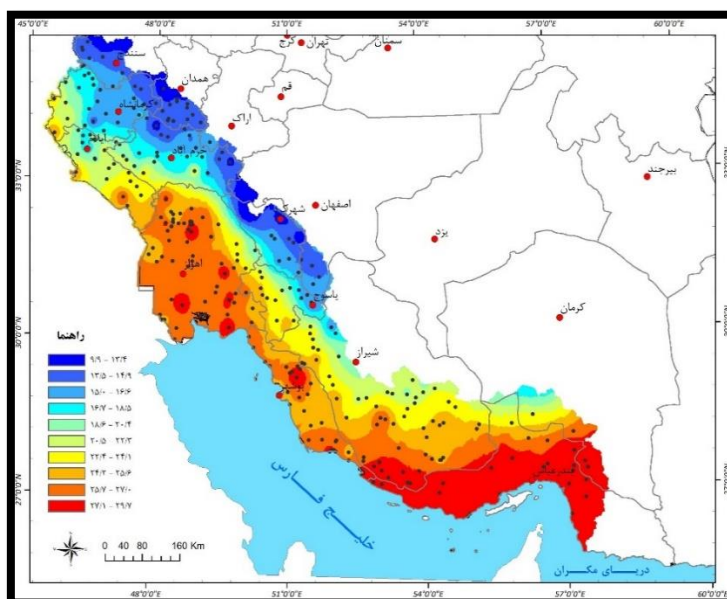 45°0'0"E 48°0'0"E 51°0'0"E 54°0'0"E 57°0'0"E 60°0'0"E
کرج تهران سمنان
سنندج
همدان
قم
کرمانشاه
اراک
ایلام
خرم آباد
33°0'0"N
بیرجند
شهرکرد
اصفهان
یزد
اهواز
یاسوج
30°0'0"N
کرمان
شیراز
راهنما
۹/۹ - ۱۳/۴
۱۳/۵ - ۱۴/۹
۱۵/۰ - ۱۶/۶
۱۶/۷ - ۱۸/۵
۱۸/۶ - ۲۰/۴
۲۰/۵ - ۲۲/۳
۲۲/۴ - ۲۴/۱
۲۴/۲ - ۲۵/۶
۲۵/۷ - ۲۷/۰
۲۷/۱ - ۲۹/۷
بندرعباس
27°0'0"N
خلیج فارس
0 40 80 160 Km
دریای مکران
48°0'0"E 51°0'0"E 54°0'0"E 57°0'0"E 60°0'0"E